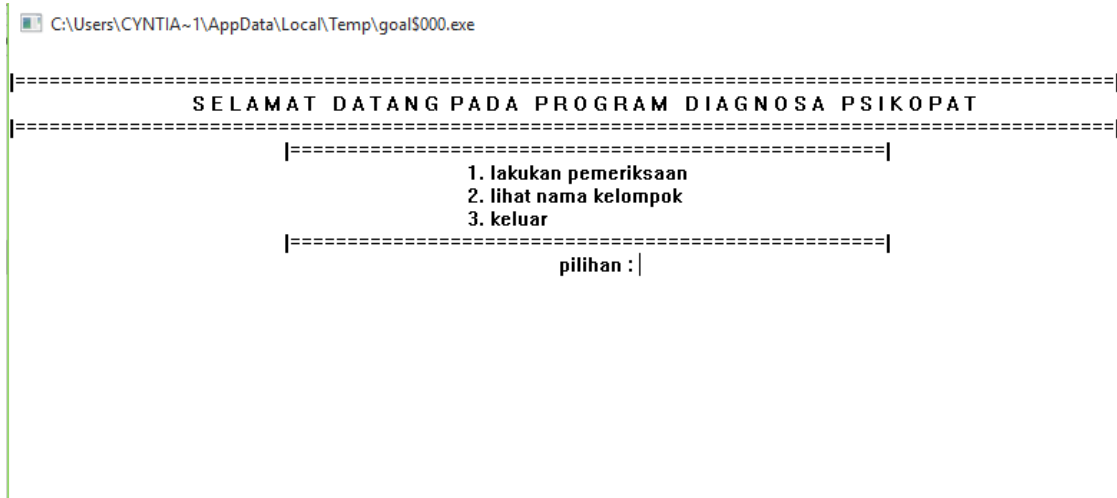 C:\Users\CYNTIA~1\AppData\Local\Temp\goal$000.exe
|==============================================================================|
S E L A M A T   D A T A N G P A D A   P R O G R A M   D I A G N O S A   P S I K O P A T
|==============================================================================|
|==========================================|
1. lakukan pemeriksaan
2. lihat nama kelompok
3. keluar
|==========================================|
pilihan :